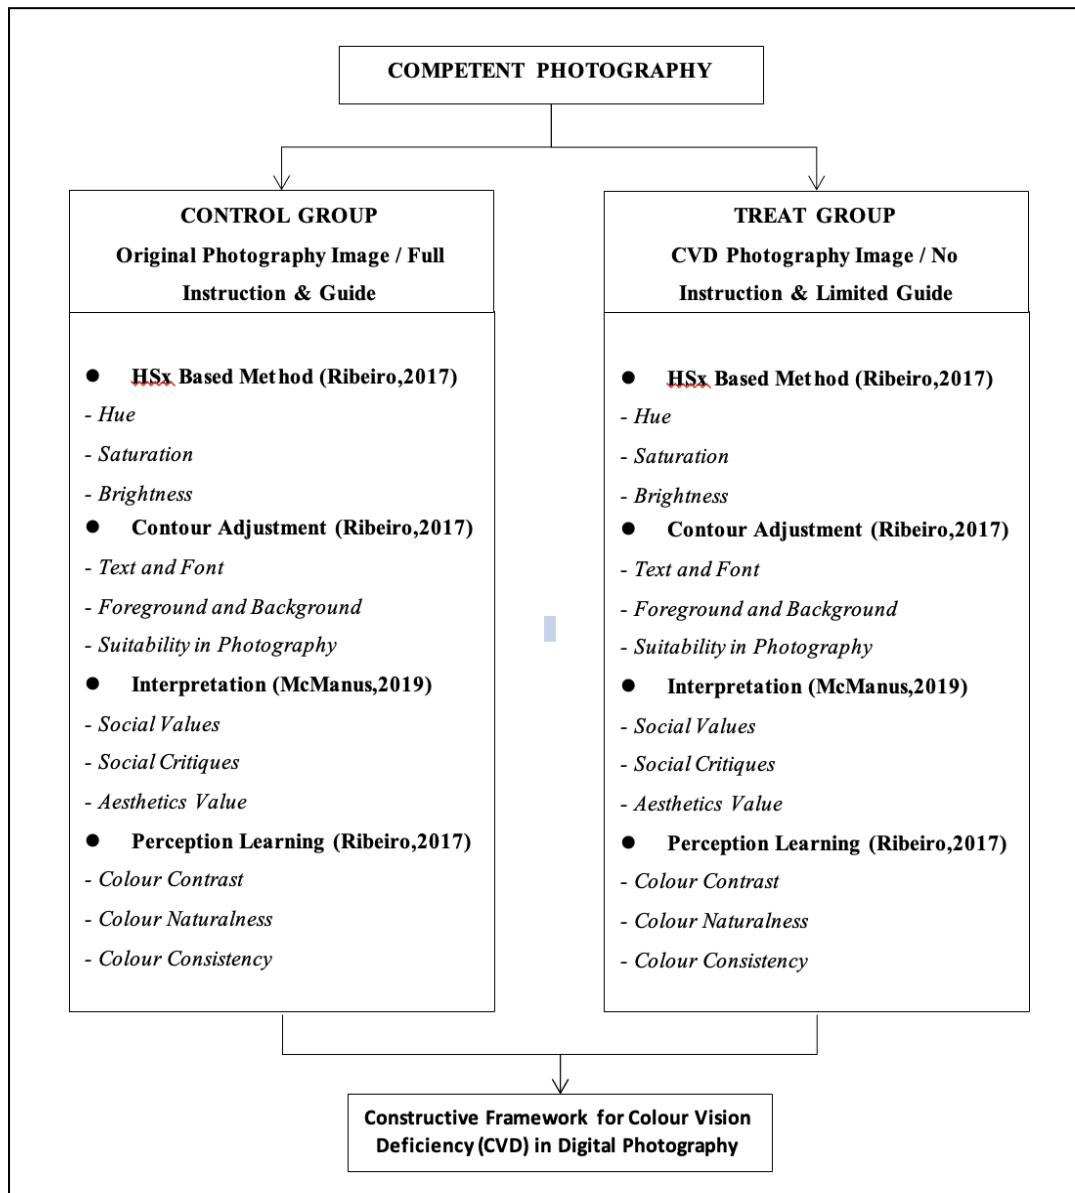 COMPETENT PHOTOGRAPHY
CONTROL GROUP
Original Photography Image / Full
Instruction & Guide
● HSx Based Method (Ribeiro,2017)
- Hue
- Saturation
- Brightness
● Contour Adjustment (Ribeiro,2017)
- Text and Font
- Foreground and Background
- Suitability in Photography
● Interpretation (McManus,2019)
- Social Values
- Social Critiques
- Aesthetics Value
● Perception Learning (Ribeiro,2017)
- Colour Contrast
- Colour Naturalness
- Colour Consistency
TREAT GROUP
CVD Photography Image / No
Instruction & Limited Guide
● HSx Based Method (Ribeiro,2017)
- Hue
- Saturation
- Brightness
● Contour Adjustment (Ribeiro,2017)
- Text and Font
- Foreground and Background
- Suitability in Photography
● Interpretation (McManus,2019)
- Social Values
- Social Critiques
- Aesthetics Value
● Perception Learning (Ribeiro,2017)
- Colour Contrast
- Colour Naturalness
- Colour Consistency
Constructive Framework for Colour Vision
Deficiency (CVD) in Digital Photography